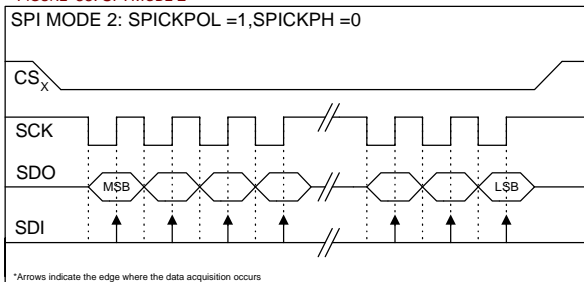 SPI MODE 2: SPICKPOL =1,SPICKPH =0
CSX
SCK
SDO
MSB
LSB
SDI
*Arrows indicate the edge where the data acquisition occurs